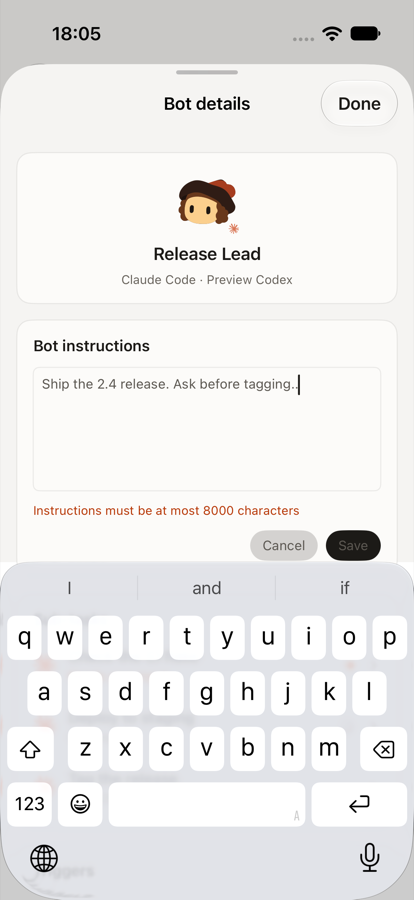 18:05
Bot details
Done
Release Lead
Claude Code · Preview Codex
Bot instructions
Ship the 2.4 release. Ask before tagging..
Instructions must be at most 8000 characters
Cancel
Save
I and if
q w e r t y u i o p
a s d f g h j k l
z x c v b n m
123
A